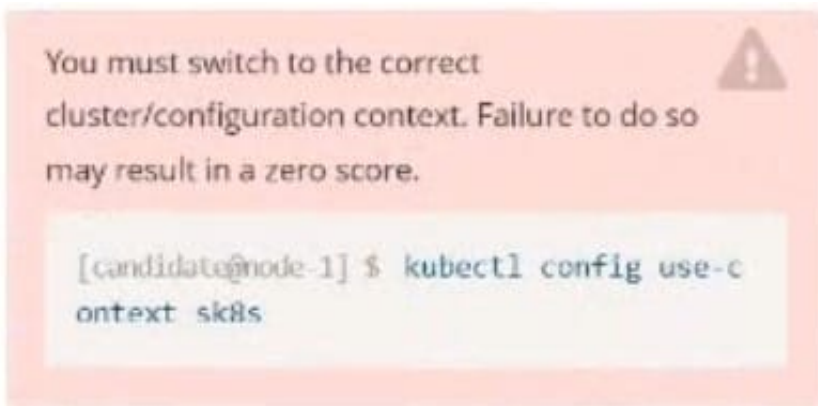 You must switch to the correct
cluster/configuration context. Failure to do so
may result in a zero score.
[candidate@node-1] $ kubectl config use-c
ontext sk8s